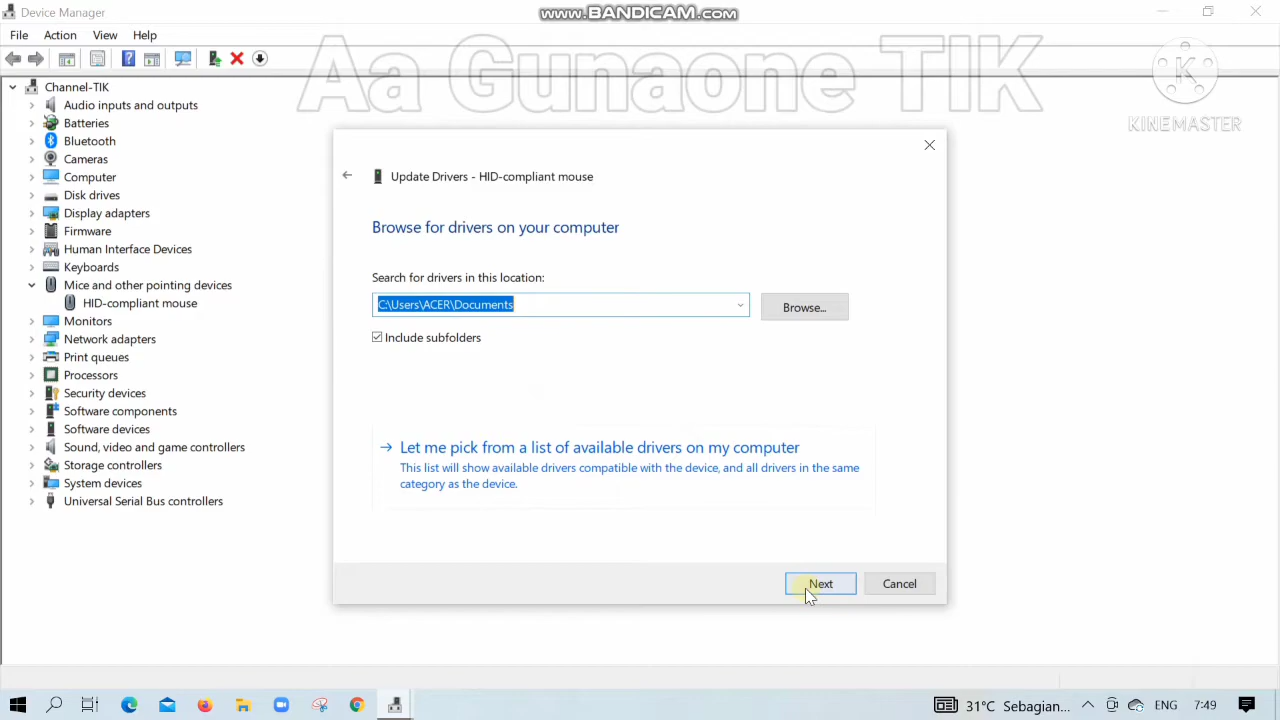 Device Manager
www.BANDICAM.com
File Action View Help
Aa Gunaone TIK
K
KINEMASTER
Channel-TIK
Audio inputs and outputs
Batteries
Bluetooth
Cameras
Computer
Disk drives
Display adapters
Firmware
Human Interface Devices
Keyboards
Mice and other pointing devices
HID-compliant mouse
Monitors
Network adapters
Print queues
Processors
Security devices
Software components
Software devices
Sound, video and game controllers
Storage controllers
System devices
Universal Serial Bus controllers
Update Drivers - HID-compliant mouse
Browse for drivers on your computer
Search for drivers in this location:
C:\Users\ACER\Documents
Browse...
Include subfolders
Let me pick from a list of available drivers on my computer
This list will show available drivers compatible with the device, and all drivers in the same
category as the device.
Next Cancel
31°C Sebagian... ENG 7:49